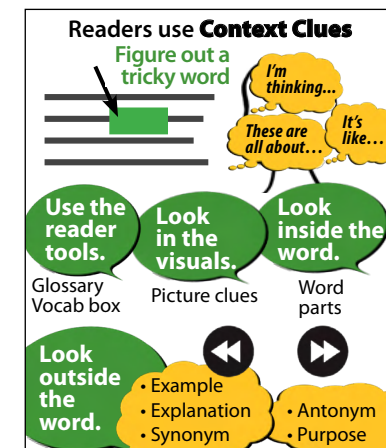 Readers use Context Clues
Figure out a
tricky word
I'm
thinking...
These are
all about...
It's
like...
Use the
reader
tools.
Glossary
Vocab box
Look
in the
visuals.
Picture clues
Look
inside the
word.
Word
parts
Look
outside
the
word.
• Example
• Explanation
• Synonym
• Antonym
• Purpose